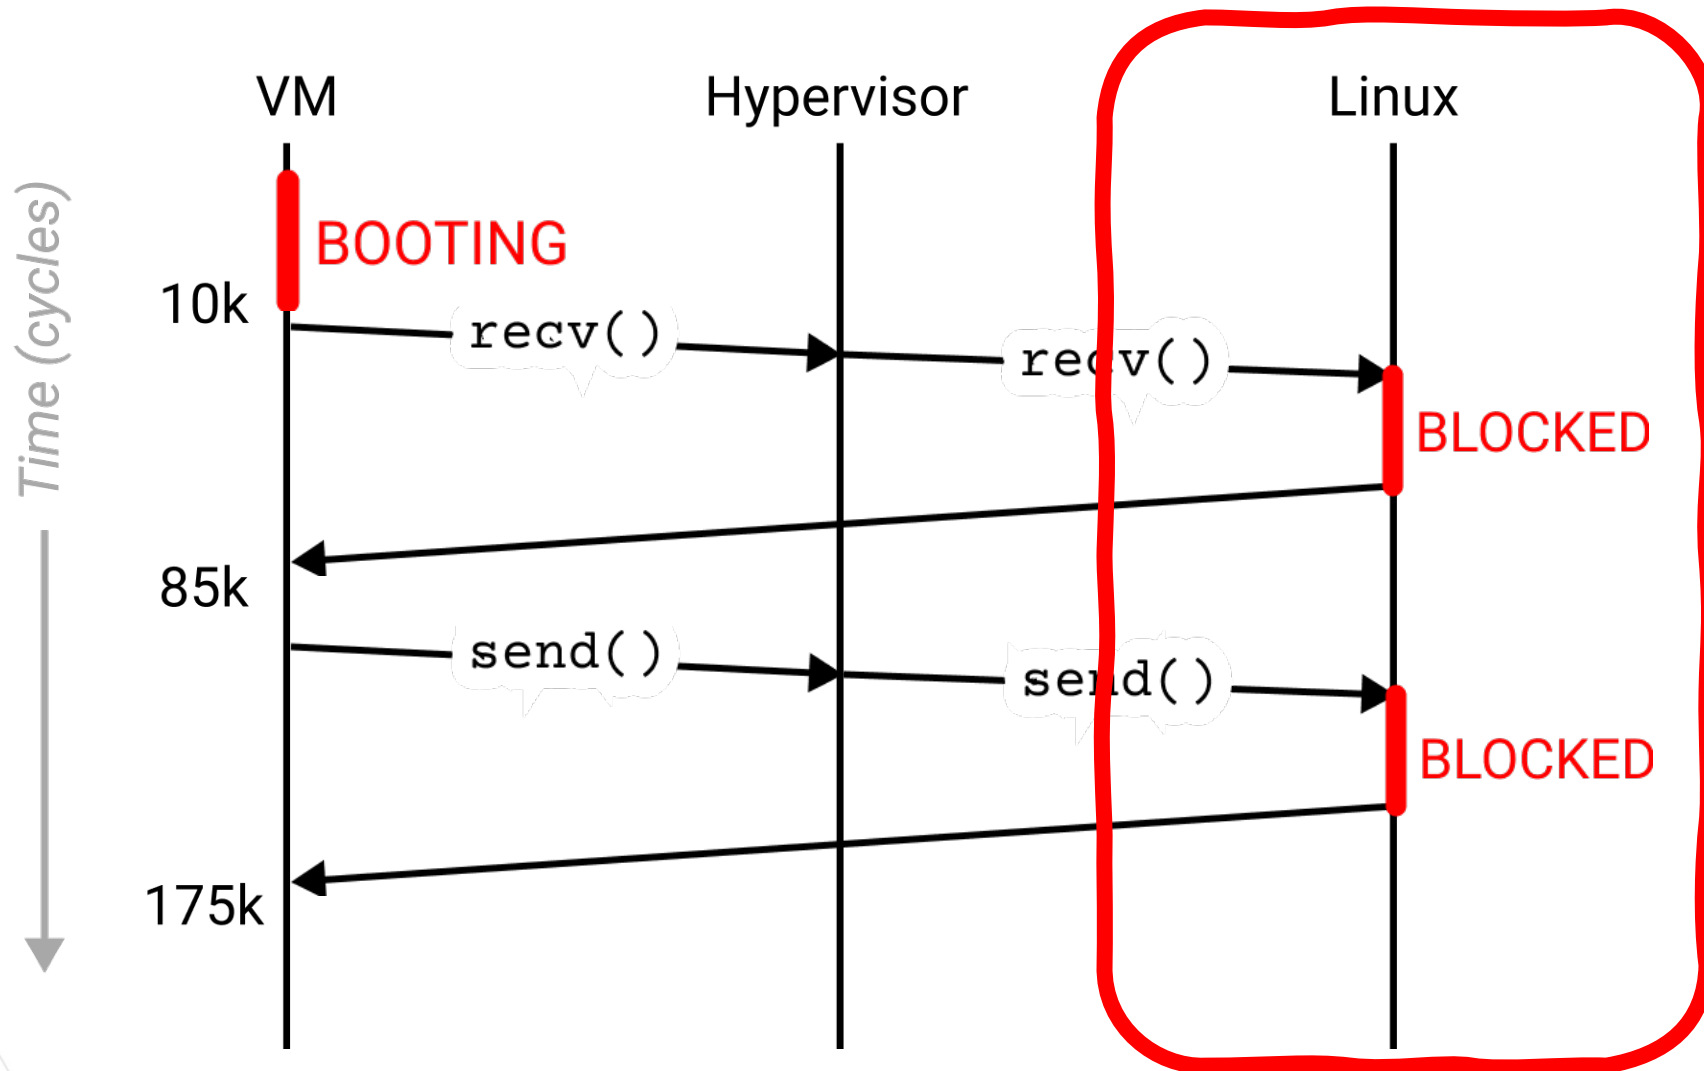 VM
Hypervisor
Linux
Time (cycles)
BOOTING
10k
recv()
recv()
BLOCKED
85k
send()
send()
BLOCKED
175k